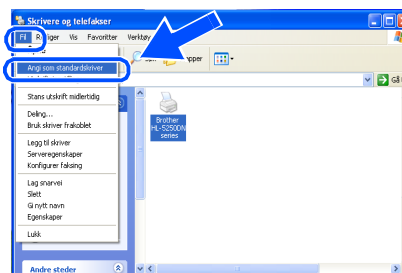 Skrivere og telefakser
Fil
Vis
Favoritter
Verktøy
Angi som standardskriver
Stans utskrift midlertidig
Deling...
Bruk skriver frakoblet
Legg til skriver
Serveregenskaper
Konfigurer faksing
Lag snarvei
Slett
Gi nytt navn
Egenskaper
Lukk
Brother
HL-5250DN
series
Andre steder